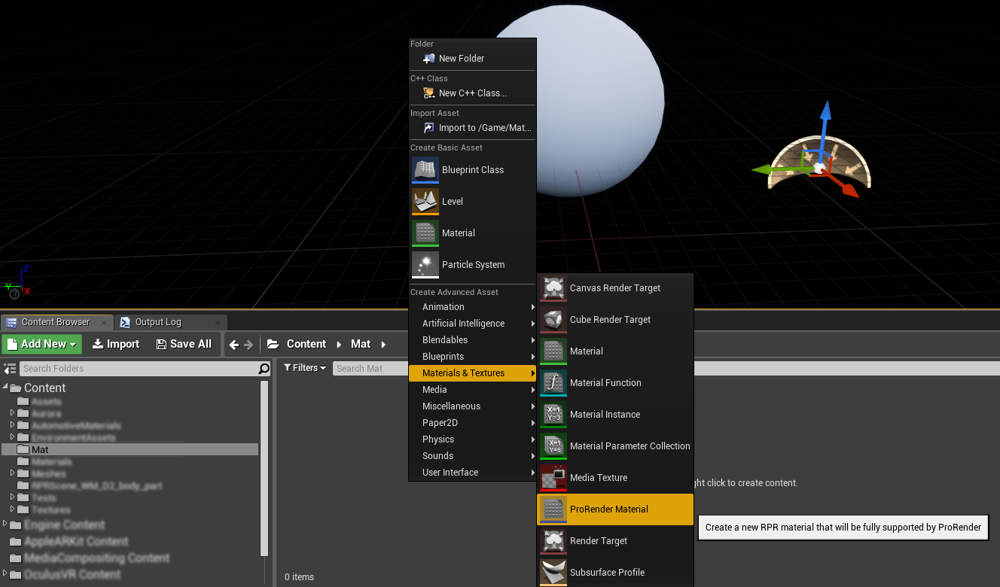 Folder
New Folder
C++ Class
C++
New C++ Class...
Import Asset
Import to /Game/Mat...
Create Basic Asset
Blueprint Class
Level
Material
Particle System
Create Advanced Asset
Animation
Artificial Intelligence
Blendables
Blueprints
Materials & Textures
Media
Miscellaneous
Paper2D
Physics
Sounds
User Interface
Canvas Render Target
Cube Render Target
Material
Material Function
X=1
Y=3
Material Instance
X=1
Y=5
Material Parameter Collection
Media Texture
ProRender Material
Render Target
Subsurface Profile
Create a new RPR material that will be fully supported by ProRender
Z
Y
X
?
Content Browser
Output Log
Add New
Import
Save All
Content
Mat
Search Folders
Filters
Search Mat
Content
Assets
Aurora
AutomotiveMaterials
EnvironmentAssets
Mat
Materials
Meshes
RPRScene_WM_D2_body_part
Tests
Textures
Engine Content
AppleARKit Content
MediaCompositing Content
OculusVR Content
ght click to create content.
0 items